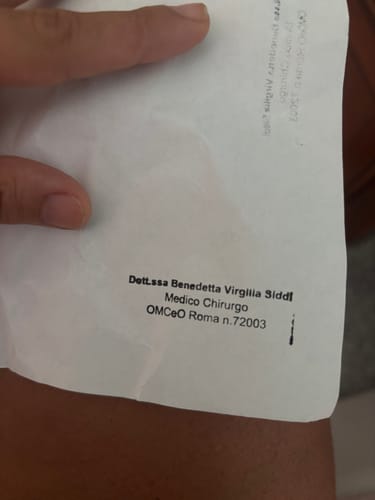 Dott.ssa Benedetta Virgilia Siddi
Medico Chirurgo
OMCeO Roma n.72003